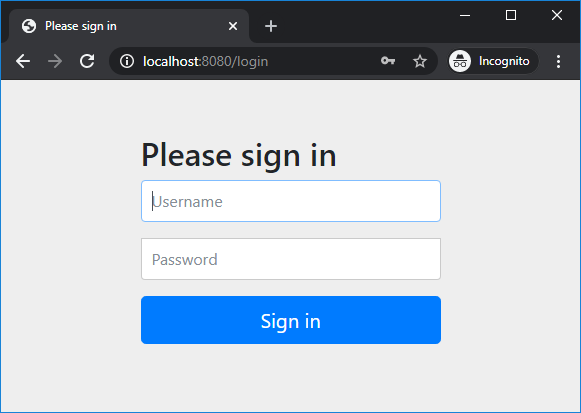 Please sign in
localhost:8080/login
Incognito
Please sign in
Username
Password
Sign in